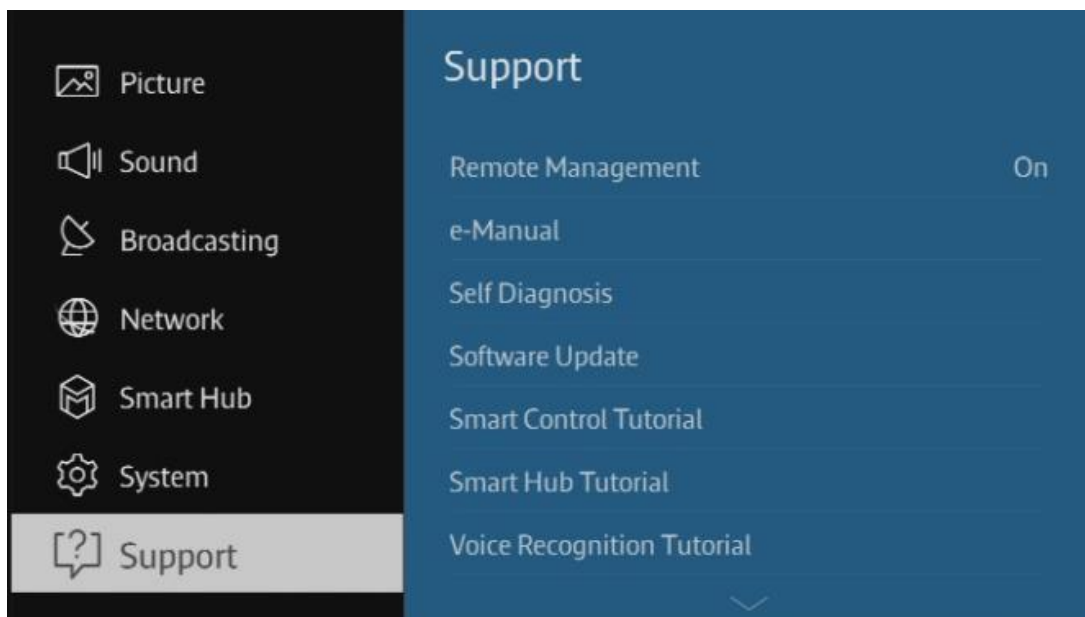 Picture
Sound
Broadcasting
Network
Smart Hub
System
Support
Support
Remote Management On
e-Manual
Self Diagnosis
Software Update
Smart Control Tutorial
Smart Hub Tutorial
Voice Recognition Tutorial